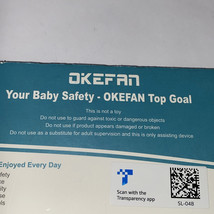 OKEFAN
Your Baby Safety - OKEFAN Top Goal
This is not a toy
Do not use to guard against toxic or dangerous objects
Do not use if product appears damaged or broken
Do not use as a substitute for adult supervision and this is only assisting device
Enjoyed Every Day
Scan with the
Transparency app
SL-048